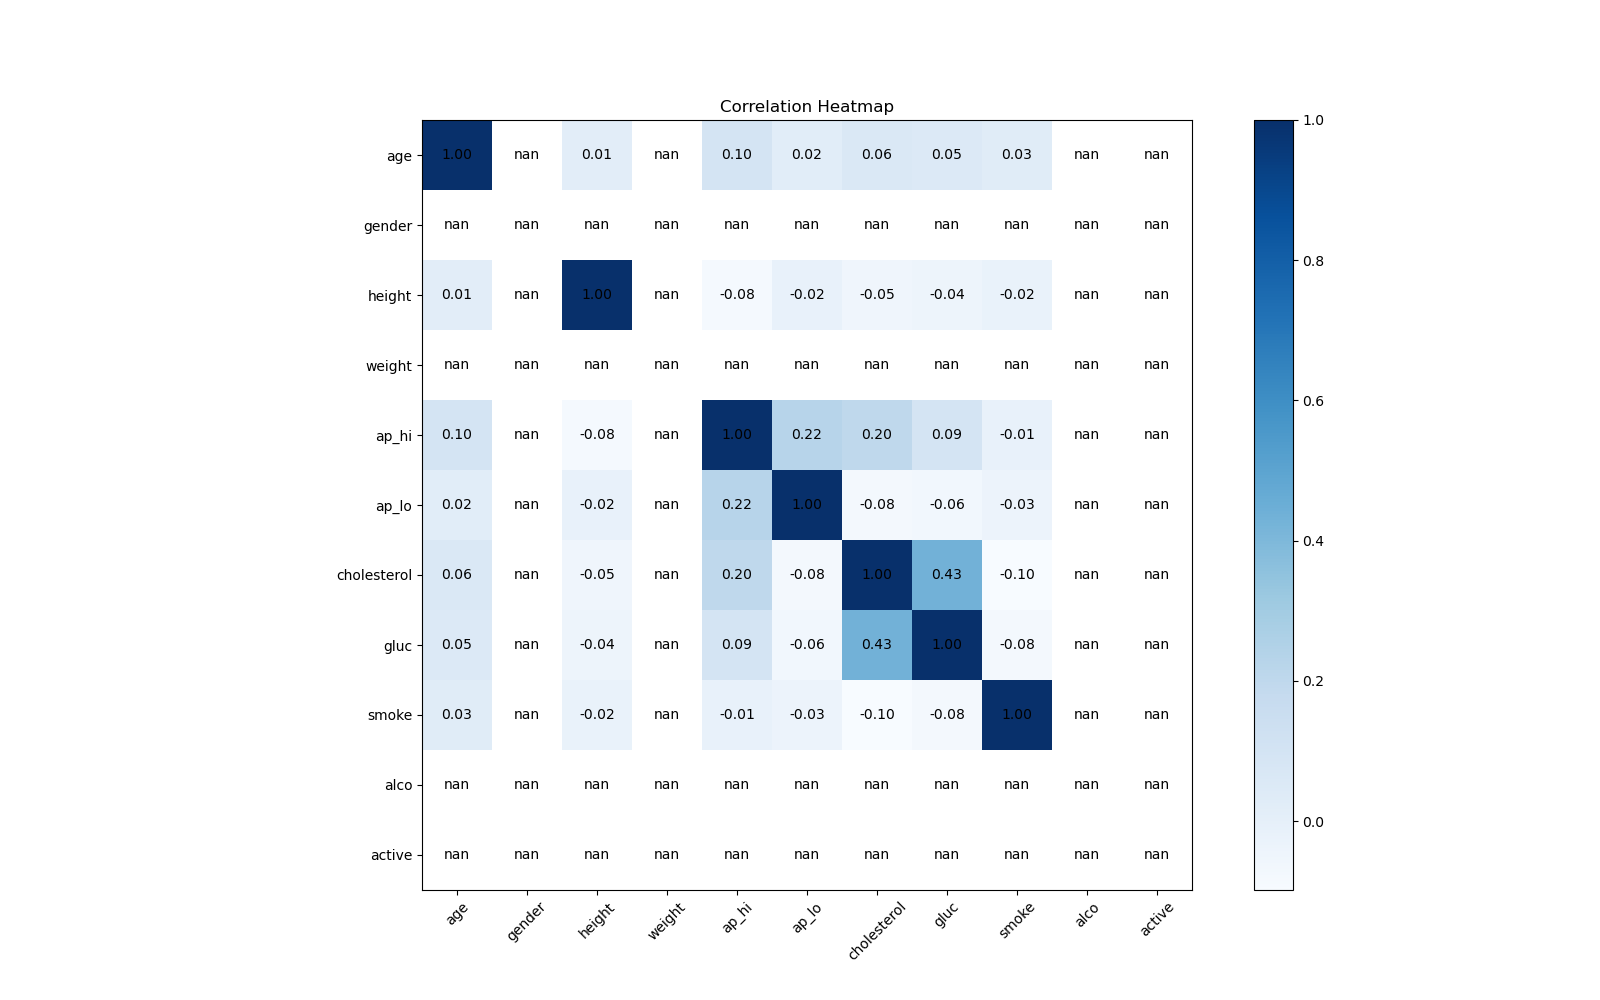 Correlation Heatmap
age 1.00 nan 0.01 nan 0.10 0.02 0.06 0.05 0.03 nan nan
gender nan nan nan nan nan nan nan nan nan nan nan
height 0.01 nan 1.00 nan -0.08 -0.02 -0.05 -0.04 -0.02 nan nan
weight nan nan nan nan nan nan nan nan nan nan nan
ap_hi 0.10 nan -0.08 nan 1.00 0.22 0.20 0.09 -0.01 nan nan
ap_lo 0.02 nan -0.02 nan 0.22 1.00 -0.08 -0.06 -0.03 nan nan
cholesterol 0.06 nan -0.05 nan 0.20 -0.08 1.00 0.43 -0.10 nan nan
gluc 0.05 nan -0.04 nan 0.09 -0.06 0.43 1.00 -0.08 nan nan
smoke 0.03 nan -0.02 nan -0.01 -0.03 -0.10 -0.08 1.00 nan nan
alco nan nan nan nan nan nan nan nan nan nan nan
active nan nan nan nan nan nan nan nan nan nan nan
age gender height weight ap_hi ap_lo cholesterol gluc smoke alco active
1.0
0.8
0.6
0.4
0.2
0.0